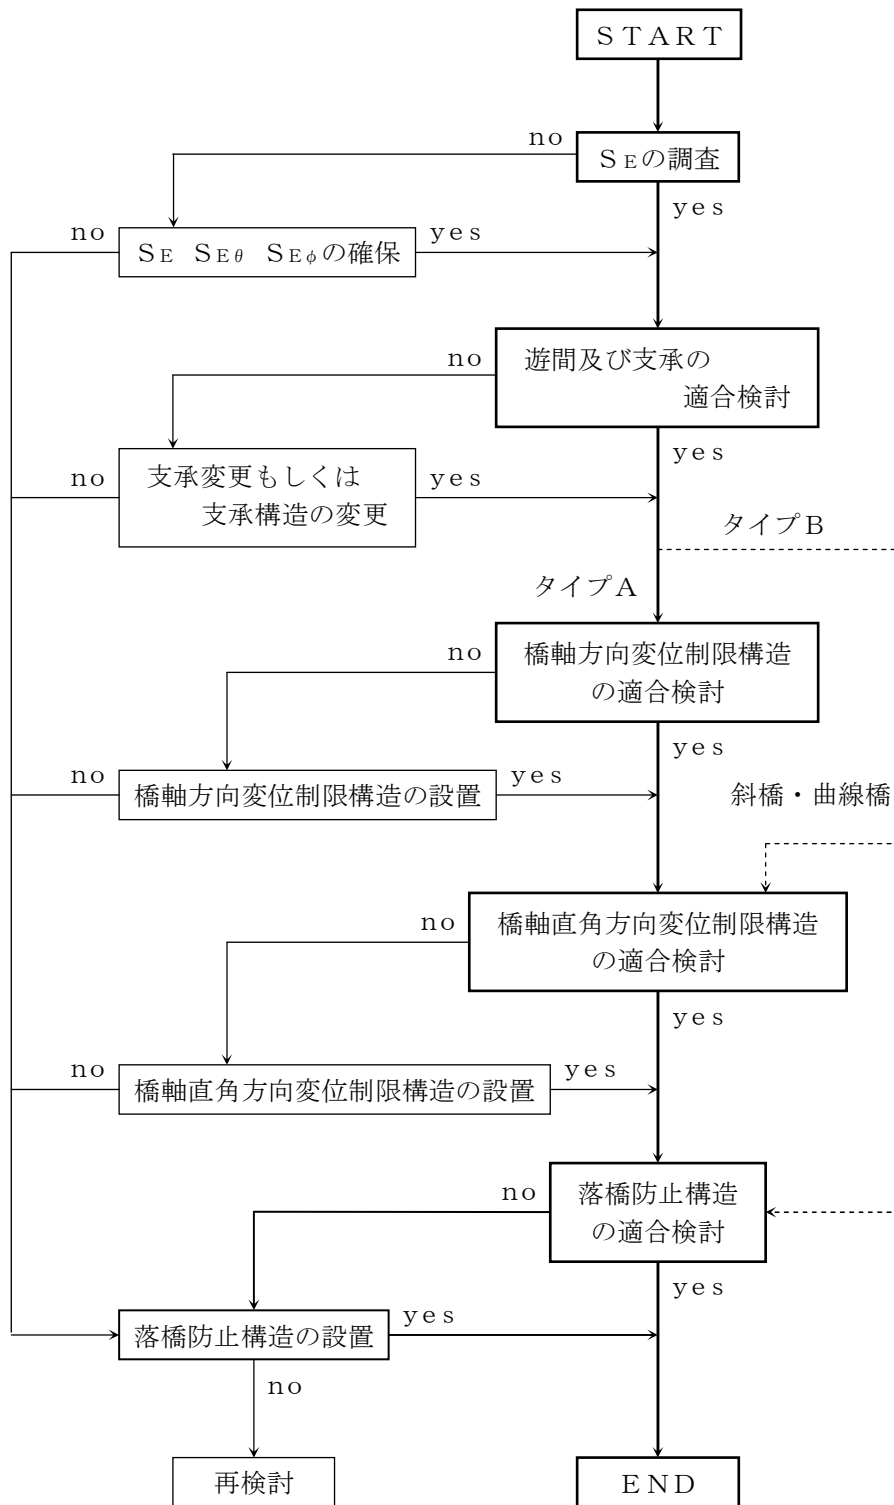 ＳＴＡＲＴ
no
ＳEの調査
yes
no
ＳE ＳEθ ＳEφの確保
yes
no
遊間及び支承の
適合検討
yes
no
支承変更もしくは
支承構造の変更
yes
タイプＢ
タイプＡ
no
橋軸方向変位制限構造
の適合検討
yes
no
橋軸方向変位制限構造の設置
yes
斜橋・曲線橋
no
橋軸直角方向変位制限構造
の適合検討
yes
no
橋軸直角方向変位制限構造の設置
yes
no
落橋防止構造
の適合検討
yes
落橋防止構造の設置
yes
no
再検討
ＥＮＤ